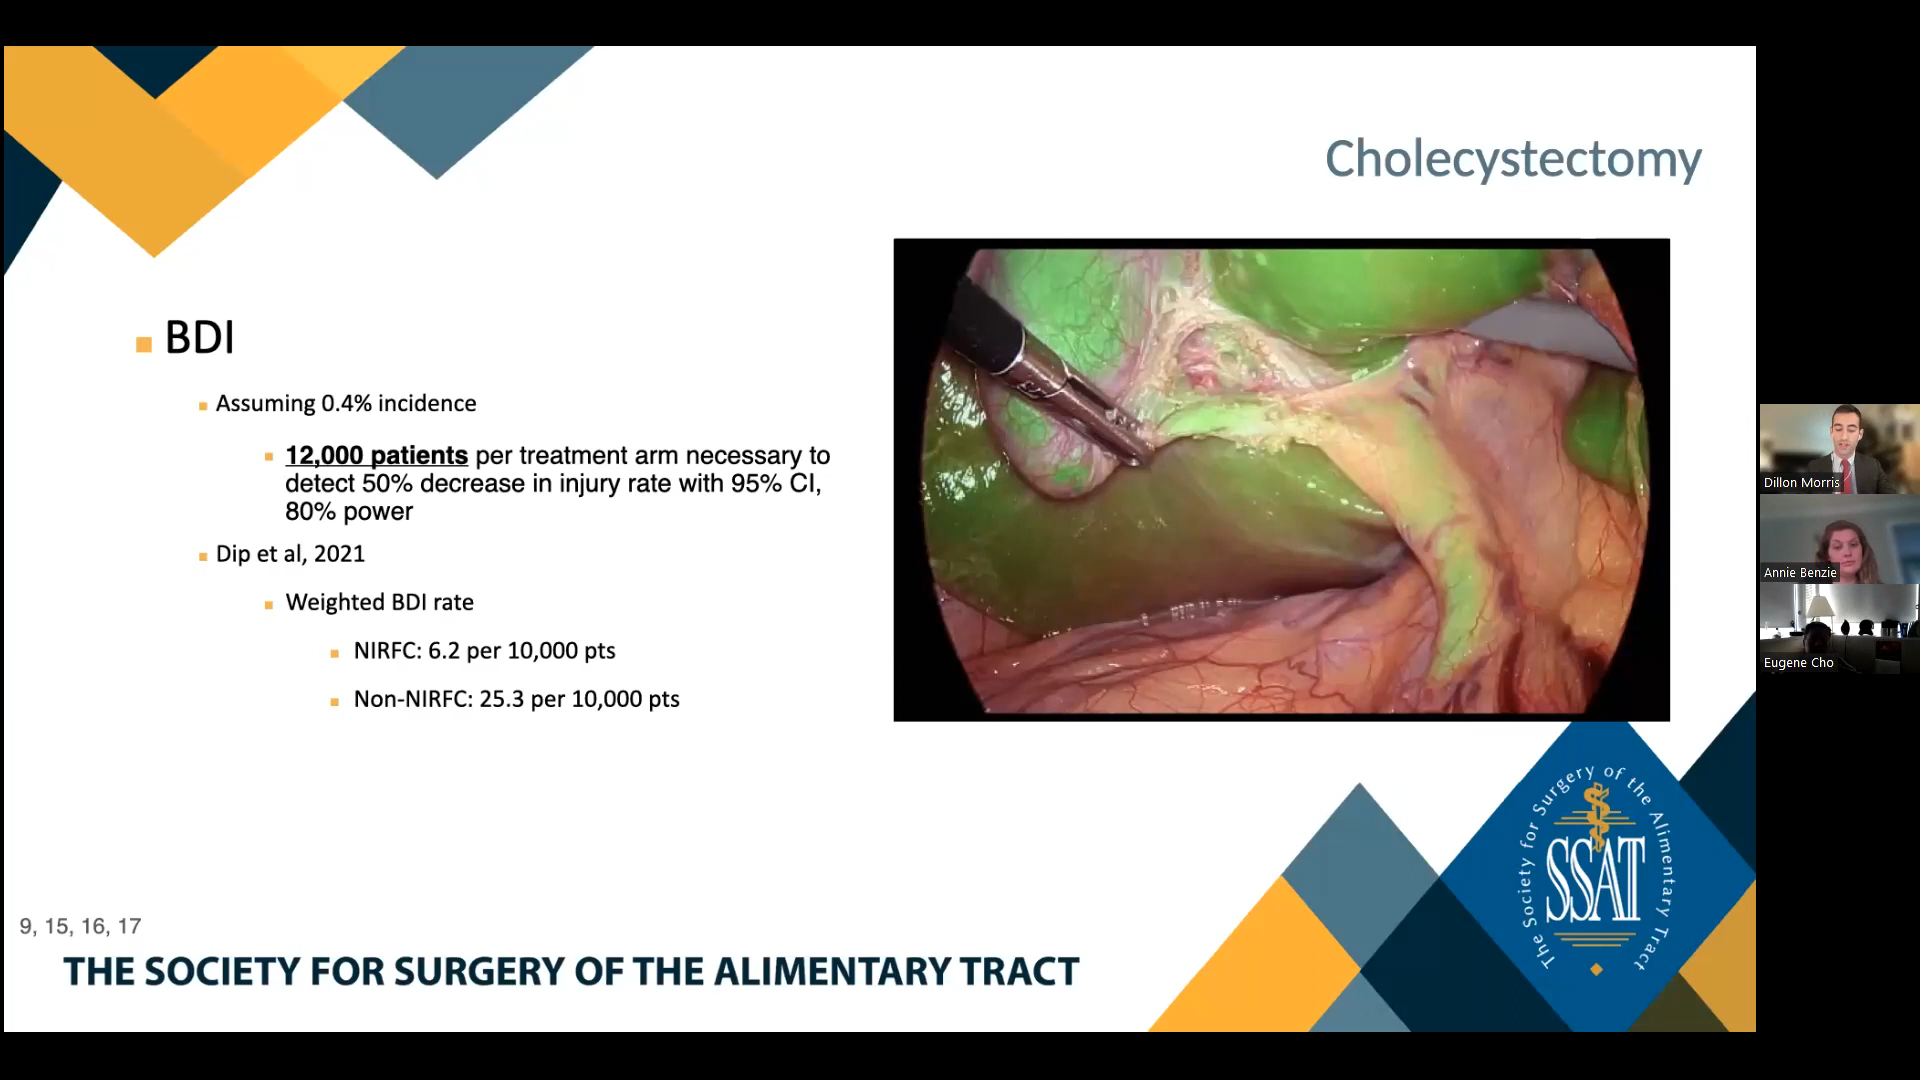 Cholecystectomy
BDI
Assuming 0.4% incidence
12,000 patients per treatment arm necessary to
detect 50% decrease in injury rate with 95% CI,
80% power
Dip et al, 2021
Weighted BDI rate
NIRFC: 6.2 per 10,000 pts
Non-NIRFC: 25.3 per 10,000 pts
9, 15, 16, 17
THE SOCIETY FOR SURGERY OF THE ALIMENTARY TRACT
The Society for Surgery of the Alimentary Tract
SSAT
Dillon Morris
Annie Benzie
Eugene Cho